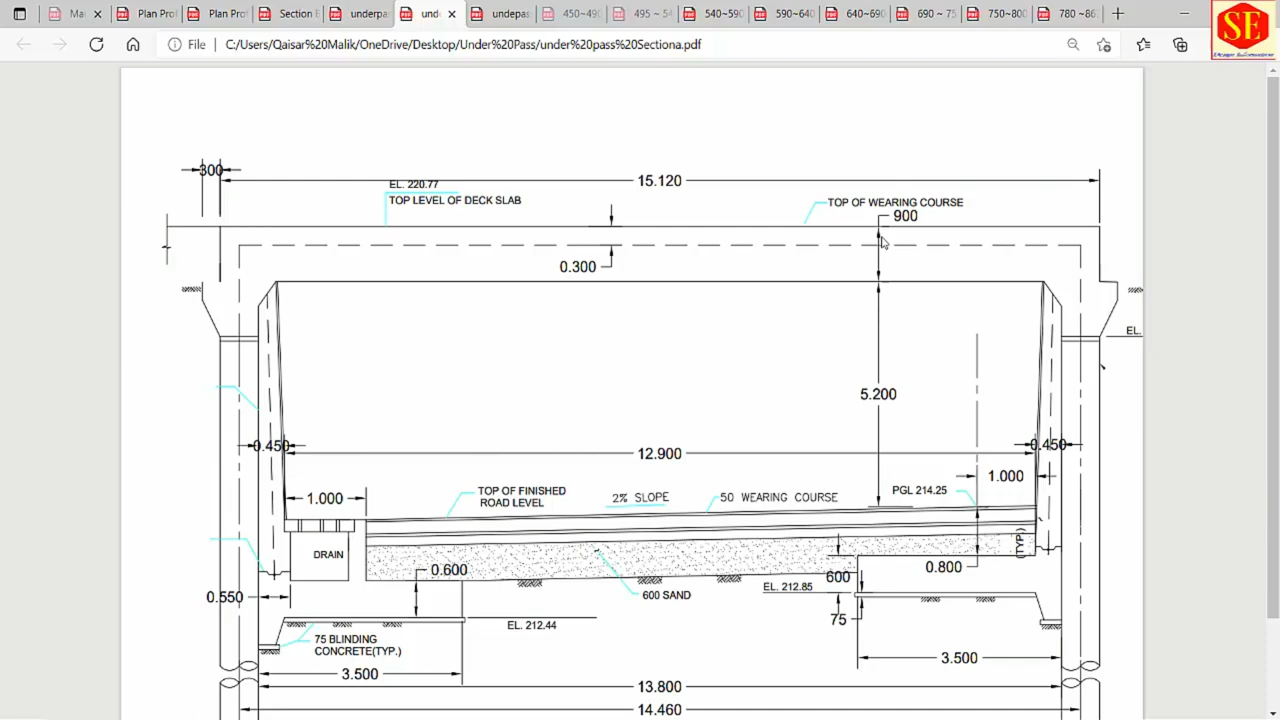 Ma
Plan Prof
Plan Prof
Section E
underpas
und
undepas
450~490
495 ~ 54
540~590
590~640
640~690
690 ~ 75
750~800
780 ~ 86
SE
File
C:/Users/Qaisar%20Malik/OneDrive/Desktop/Under%20Pass/under%20pass%20Sectiona.pdf
300
15.120
EL. 220.77
TOP LEVEL OF DECK SLAB
TOP OF WEARING COURSE
900
0.300
EL.
5.200
0.450
12.900
0.450
1.000
TOP OF FINISHED
ROAD LEVEL
2% SLOPE
50 WEARING COURSE
PGL 214.25
1.000
DRAIN
(TYP.)
0.600
0.800
600
EL. 212.85
0.550
600 SAND
EL. 212.44
75
75 BLINDING
CONCRETE(TYP.)
3.500
3.500
13.800
14.460